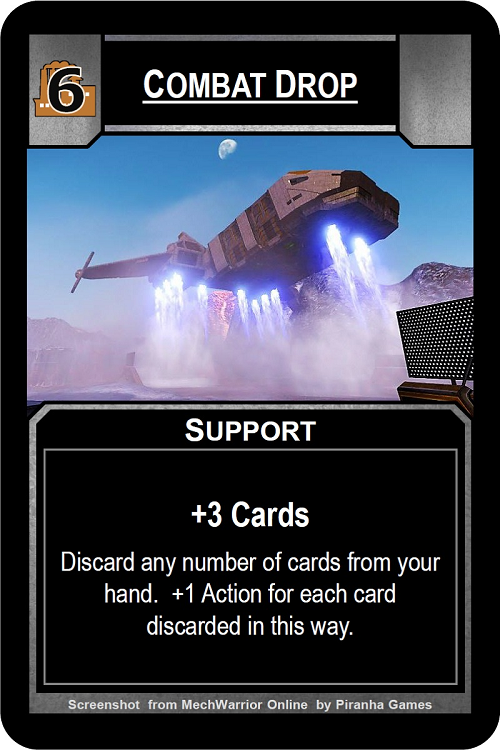 6
COMBAT DROP
SUPPORT
+3 Cards
Discard any number of cards from your
hand.  +1 Action for each card
discarded in this way.
Screenshot  from MechWarrior Online  by Piranha Games